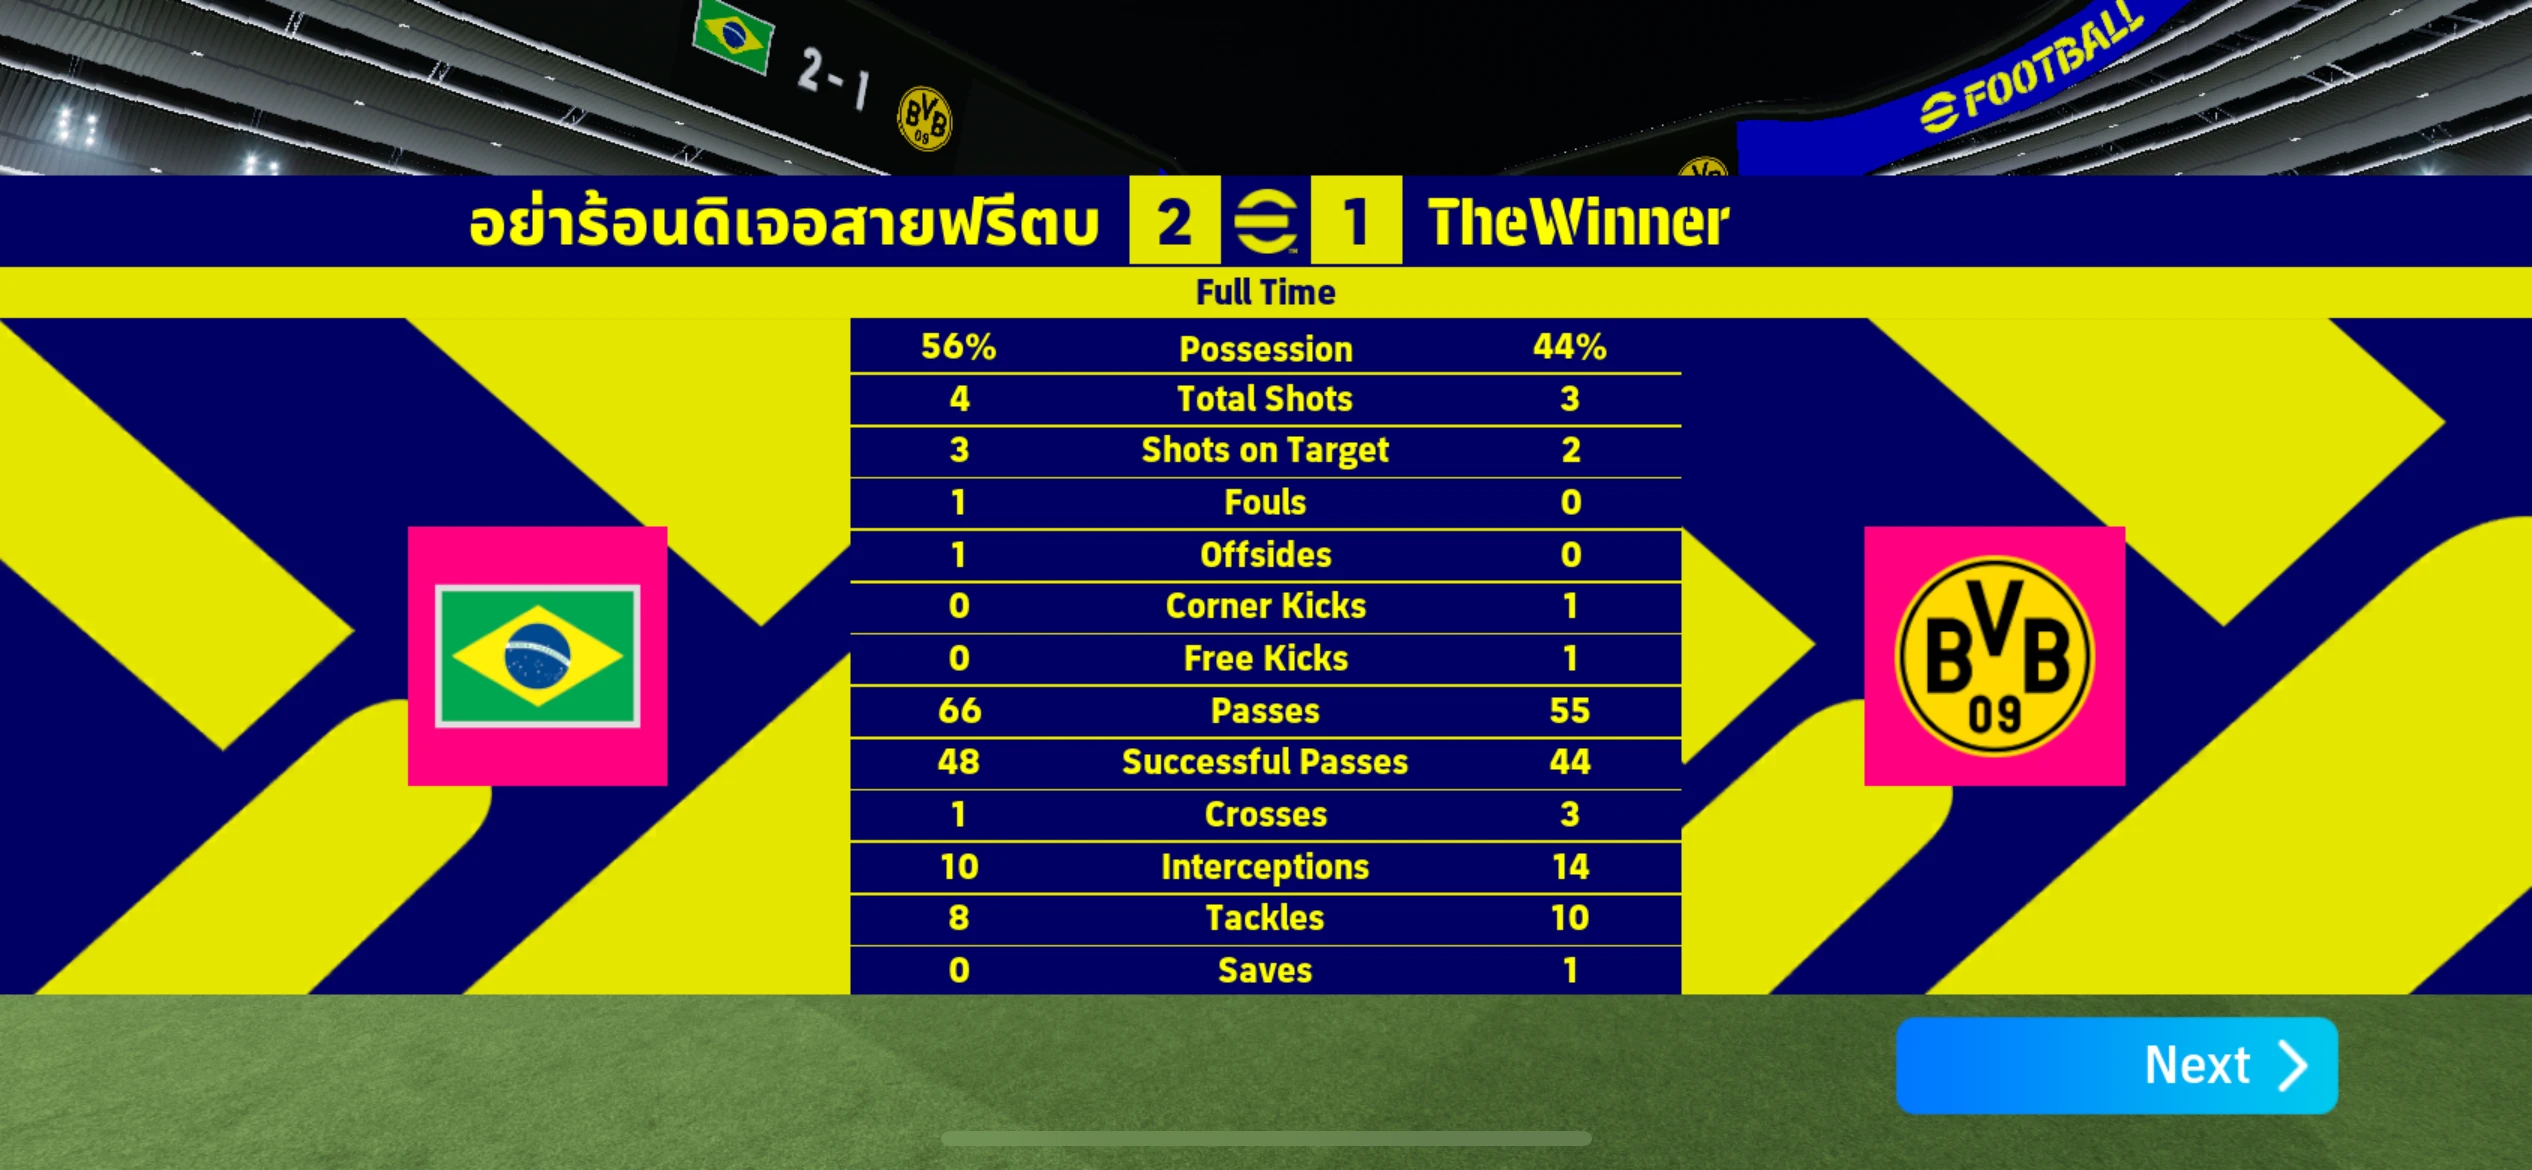 2-1
BVB
09
FOOTBALL
อย่าร้อนดิเจอสายฟรีตบ 2 1 TheWinner
Full Time
56% Possession 44%
4 Total Shots 3
3 Shots on Target 2
1 Fouls 0
1 Offsides 0
0 Corner Kicks 1
0 Free Kicks 1
66 Passes 55
48 Successful Passes 44
1 Crosses 3
10 Interceptions 14
8 Tackles 10
0 Saves 1
BVB
09
Next